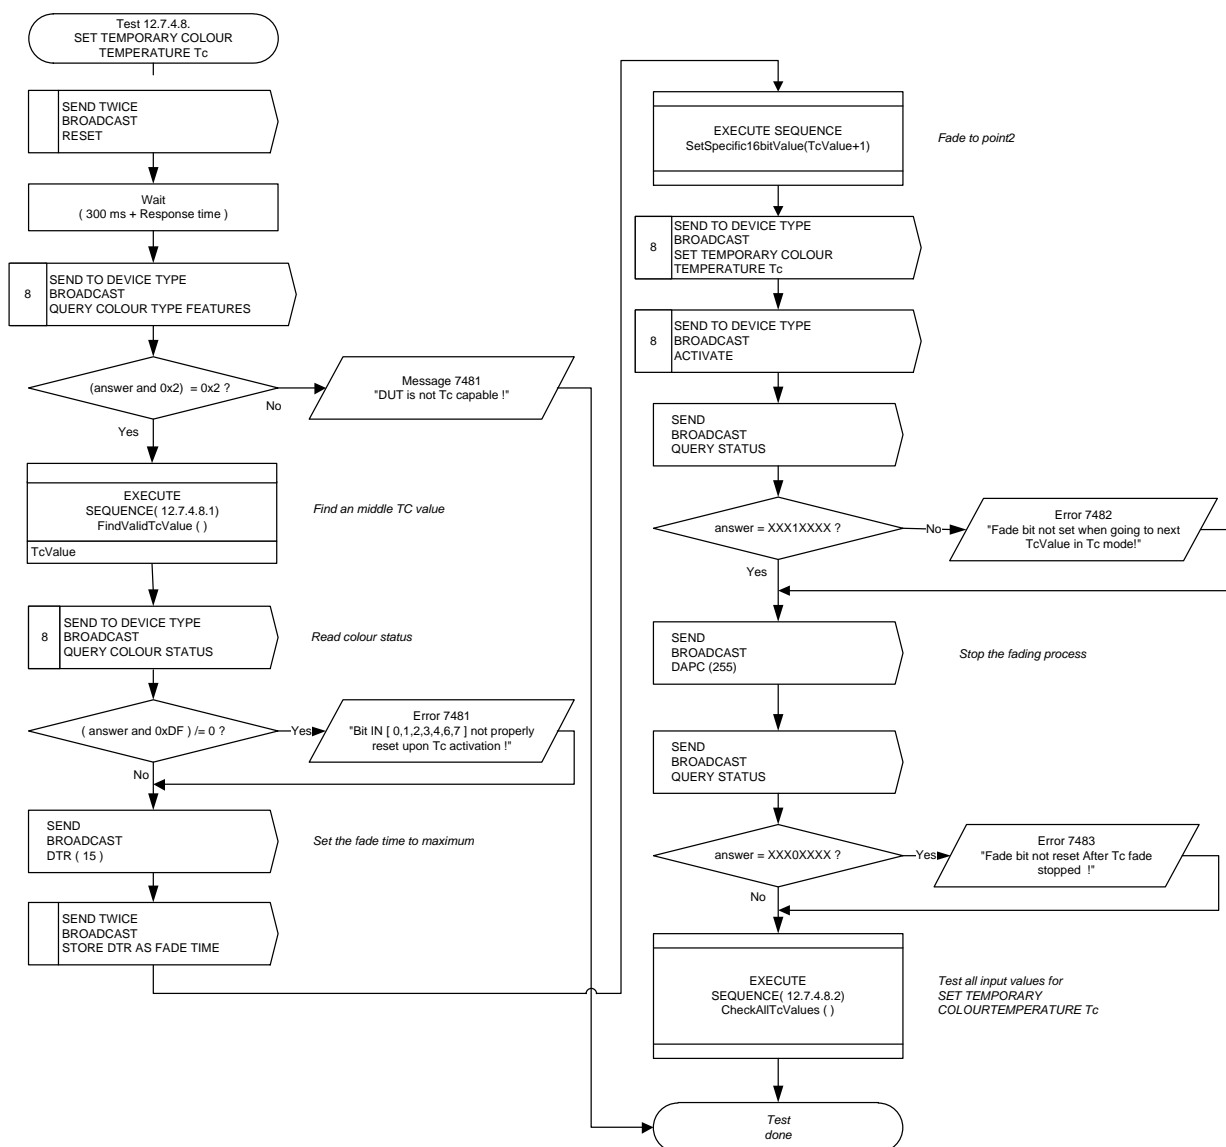 Test 12.7.4.8.
SET TEMPORARY COLOUR
TEMPERATURE Tc
SEND TWICE
BROADCAST
RESET
Wait
( 300 ms + Response time )
8
SEND TO DEVICE TYPE
BROADCAST
QUERY COLOUR TYPE FEATURES
(answer and 0x2)  = 0x2 ?
No
Message 7481
"DUT is not Tc capable !"
Yes
EXECUTE
SEQUENCE( 12.7.4.8.1)
FindValidTcValue ( )
TcValue
Find an middle TC value
8
SEND TO DEVICE TYPE
BROADCAST
QUERY COLOUR STATUS
Read colour status
( answer and 0xDF ) /= 0 ?
Yes
Error 7481
"Bit IN [ 0,1,2,3,4,6,7 ] not properly
reset upon Tc activation !"
No
SEND
BROADCAST
DTR ( 15 )
Set the fade time to maximum
SEND TWICE
BROADCAST
STORE DTR AS FADE TIME
EXECUTE SEQUENCE
SetSpecific16bitValue(TcValue+1)
Fade to point2
8
SEND TO DEVICE TYPE
BROADCAST
SET TEMPORARY COLOUR
TEMPERATURE Tc
8
SEND TO DEVICE TYPE
BROADCAST
ACTIVATE
SEND
BROADCAST
QUERY STATUS
answer = XXX1XXXX ?
No
Error 7482
"Fade bit not set when going to next
TcValue in Tc mode!"
Yes
SEND
BROADCAST
DAPC (255)
Stop the fading process
SEND
BROADCAST
QUERY STATUS
answer = XXX0XXXX ?
Yes
Error 7483
"Fade bit not reset After Tc fade
stopped  !"
No
EXECUTE
SEQUENCE( 12.7.4.8.2)
CheckAllTcValues ( )
Test all input values for
SET TEMPORARY
COLOURTEMPERATURE Tc
Test
done